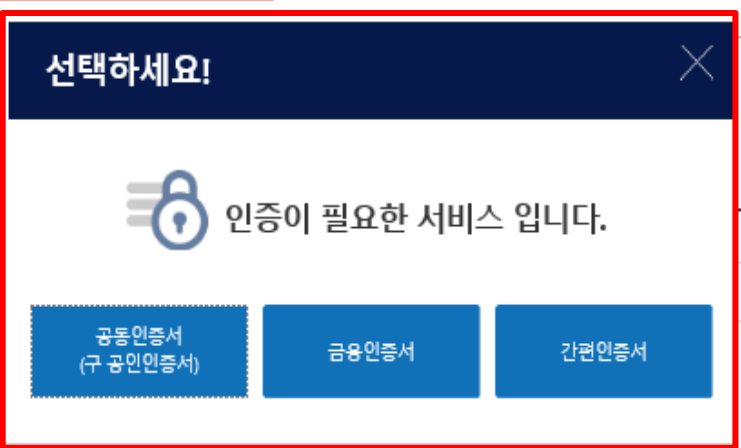 선택하세요!
인증이 필요한 서비스 입니다.
공동인증서
(구 공인인증서)
금융인증서
간편인증서